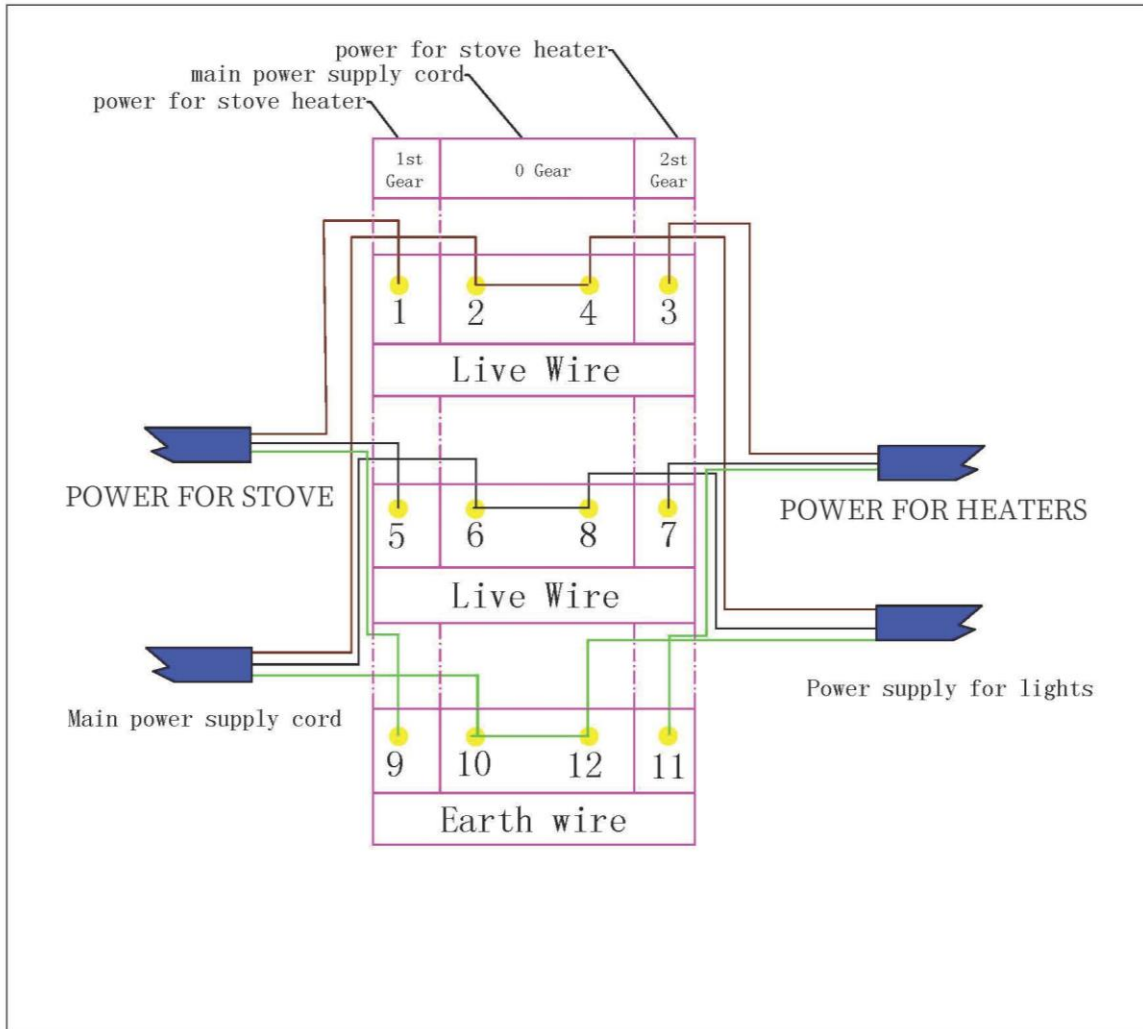 power for stove heater
main power supply cord
power for stove heater
1st
Gear
0 Gear
2st
Gear
1
2
4
3
Live Wire
POWER FOR STOVE
POWER FOR HEATERS
5
6
8
7
Live Wire
Main power supply cord
Power supply for lights
9
10
12
11
Earth wire